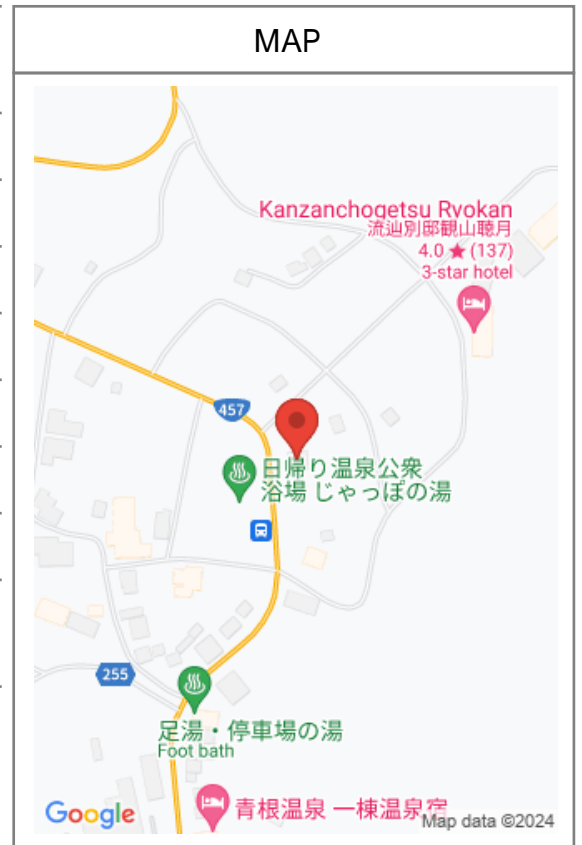 MAP
Kanzanchogetsu Ryokan
流辿別邸観山聴月
4.0 ★ (137)
3-star hotel
457
日帰り温泉公衆
浴場 じゃっぽの湯
255
足湯・停車場の湯
Foot bath
青根温泉 一棟温泉宿
Google
Map data ©2024